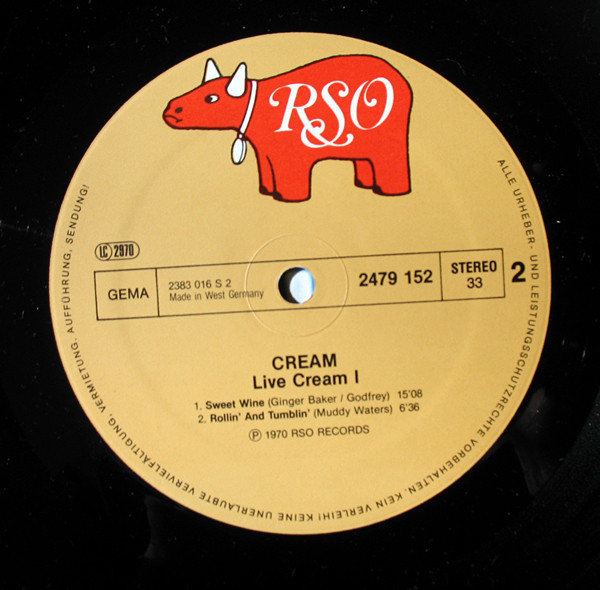 RSO
LC 2970
GEMA
2383 016 S 2
Made in West Germany
2479 152
STEREO
33
2
CREAM
Live Cream I
1. Sweet Wine (Ginger Baker / Godfrey) 15'08
2. Rollin' And Tumblin' (Muddy Waters) 6'36
Ⓟ 1970 RSO RECORDS
ALLE URHEBER- UND LEISTUNGSSCHUTZRECHTE VORBEHALTEN. KEIN VERLEIH! KEINE UNERLAUBTE VERVIELFÄLTIGUNG, VERMIETUNG, AUFFÜHRUNG, SENDUNG!